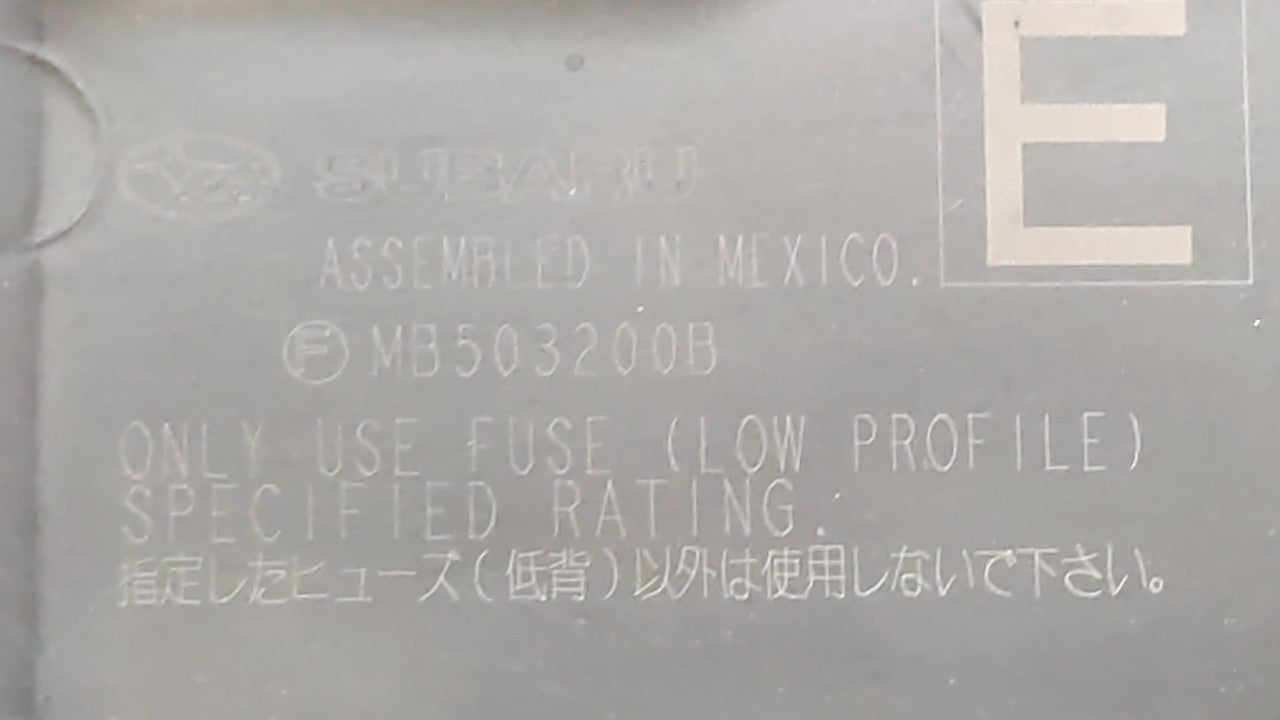 SUBARU
E
ASSEMBLED IN MEXICO.
Ⓕ MB503200B
ONLY USE FUSE (LOW PROFILE)
SPECIFIED RATING.
指定したヒューズ(低背)以外は使用しないで下さい。